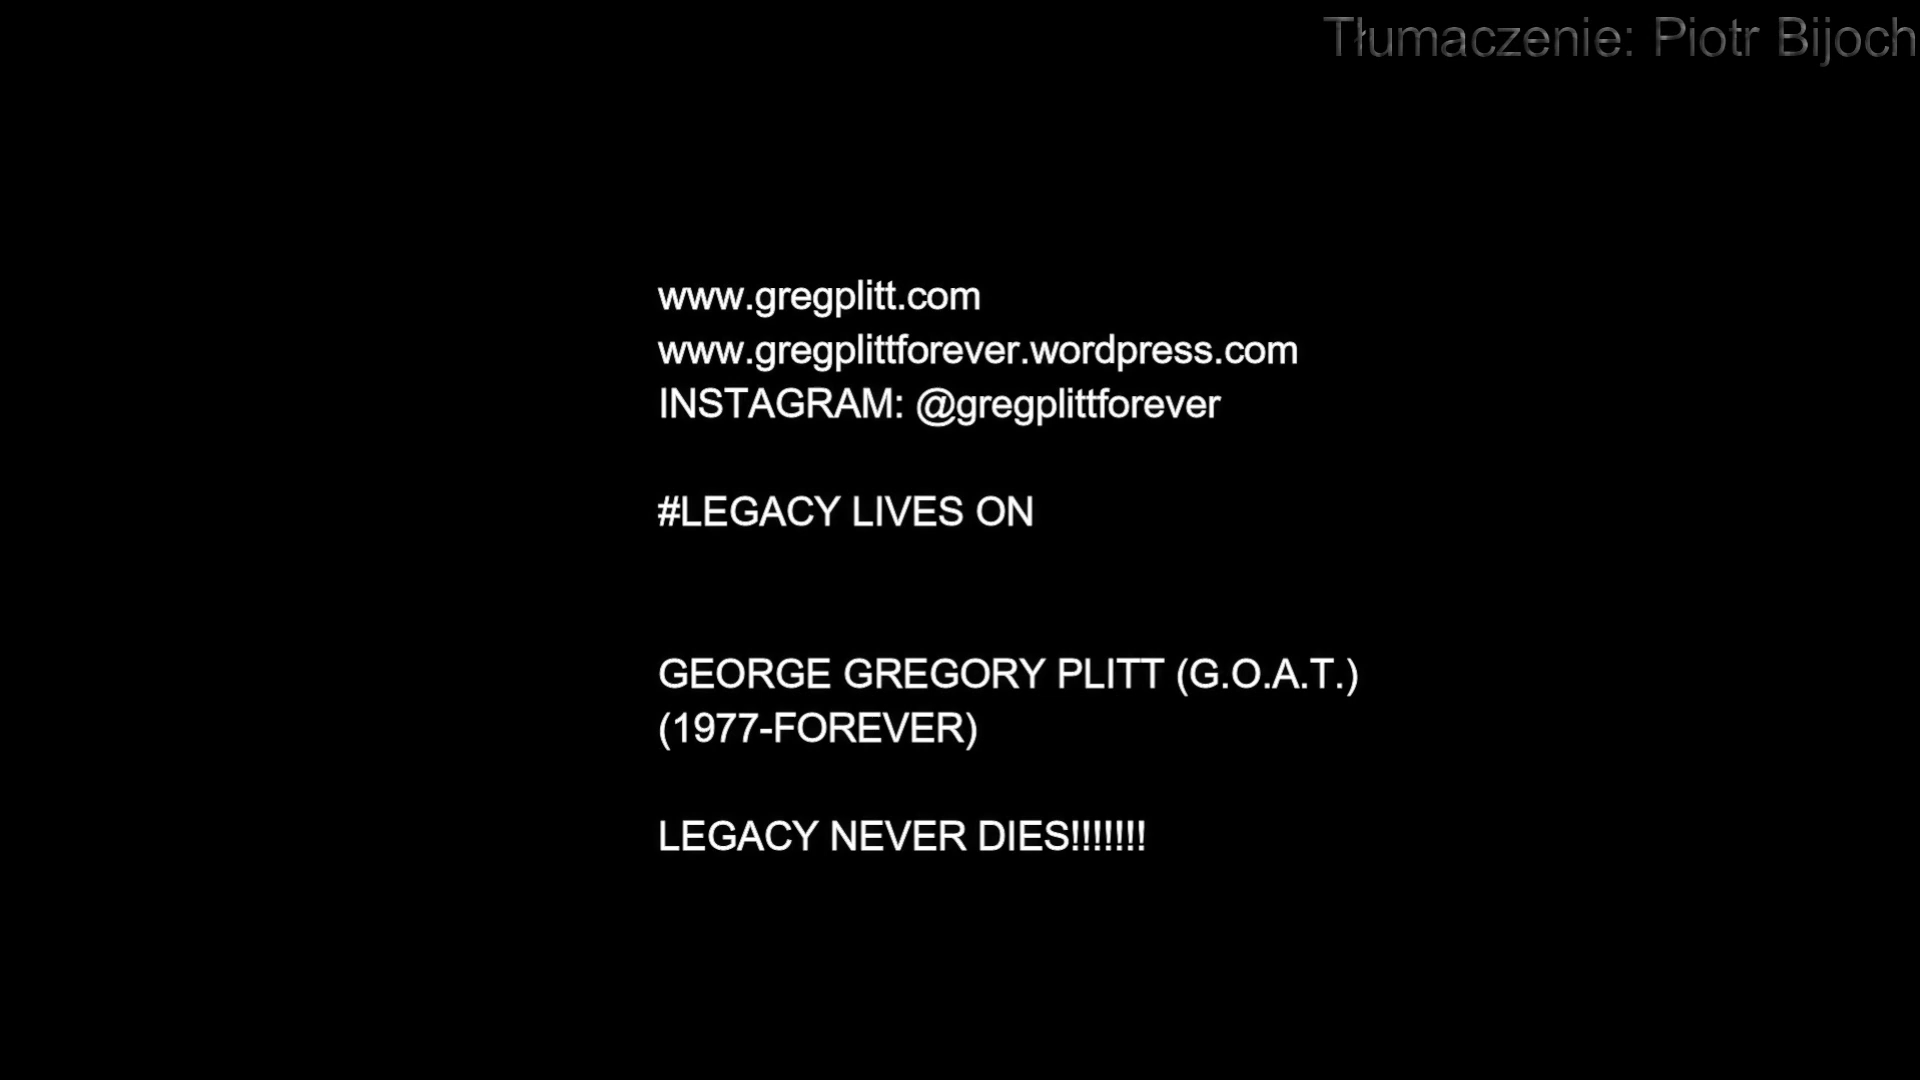 Tłumaczenie: Piotr Bijoch
www.gregplitt.com
www.gregplittforever.wordpress.com
INSTAGRAM: @gregplittforever
#LEGACY LIVES ON
GEORGE GREGORY PLITT (G.O.A.T.)
(1977-FOREVER)
LEGACY NEVER DIES!!!!!!!